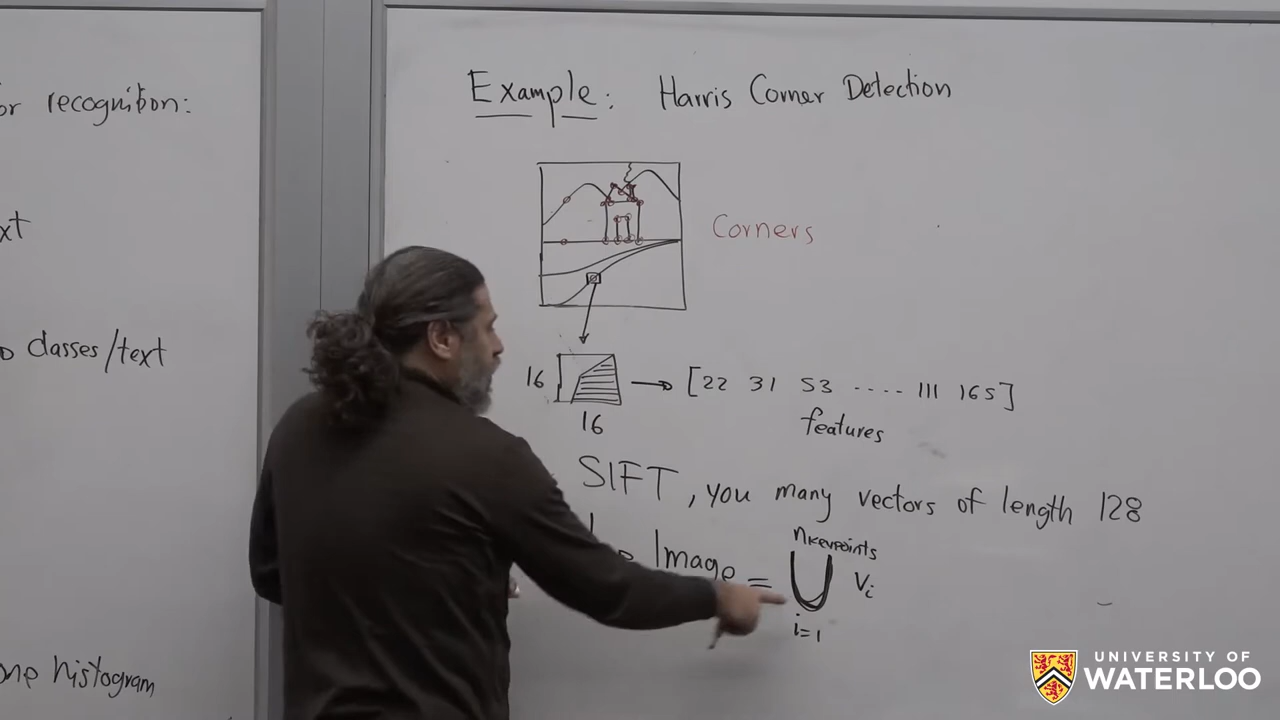 or recognition:
xt
classes/text
one histogram
Example: Harris Corner Detection
Corners
16
16
[22 31 53 ..... 111 165]
features
SIFT, you many vectors of length 128
Image = ⋃ Vi
nkeypoints
i=1
UNIVERSITY OF
WATERLOO